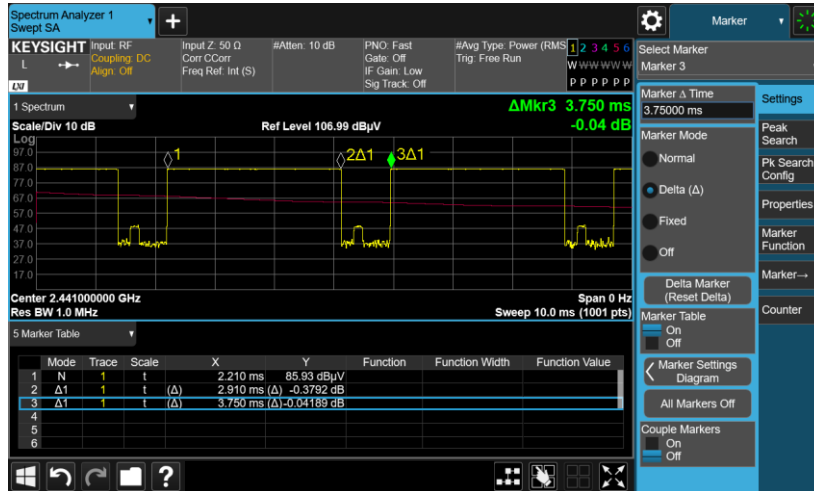 Spectrum Analyzer 1
Swept SA
+
Marker
KEYSIGHT
L
LXI
Input: RF
Coupling: DC
Align: Off
Input Z: 50 Ω
Corr CCorr
Freq Ref: Int (S)
#Atten: 10 dB
PNO: Fast
Gate: Off
IF Gain: Low
Sig Track: Off
#Avg Type: Power (RMS
Trig: Free Run
1 2 3 4 5 6
W W W W W W
P P P P P P
Select Marker
Marker 3
1 Spectrum
ΔMkr3 3.750 ms
-0.04 dB
Scale/Div 10 dB
Ref Level 106.99 dBµV
Log
97.0
87.0
77.0
67.0
57.0
47.0
37.0
27.0
17.0
1
2Δ1
3Δ1
Center 2.441000000 GHz
Res BW 1.0 MHz
Span 0 Hz
Sweep 10.0 ms (1001 pts)
5 Marker Table
Mode Trace Scale X Y Function Function Width Function Value
1 N 1 t 2.210 ms 85.93 dBµV
2 Δ1 1 t (Δ) 2.910 ms (Δ) -0.3792 dB
3 Δ1 1 t (Δ) 3.750 ms (Δ) -0.04189 dB
4
5
6
?
Marker Δ Time
3.75000 ms
Marker Mode
Normal
Delta (Δ)
Fixed
Off
Delta Marker
(Reset Delta)
Marker Table
On
Off
Marker Settings
Diagram
All Markers Off
Couple Markers
On
Off
Settings
Peak
Search
Pk Search
Config
Properties
Marker
Function
Marker→
Counter